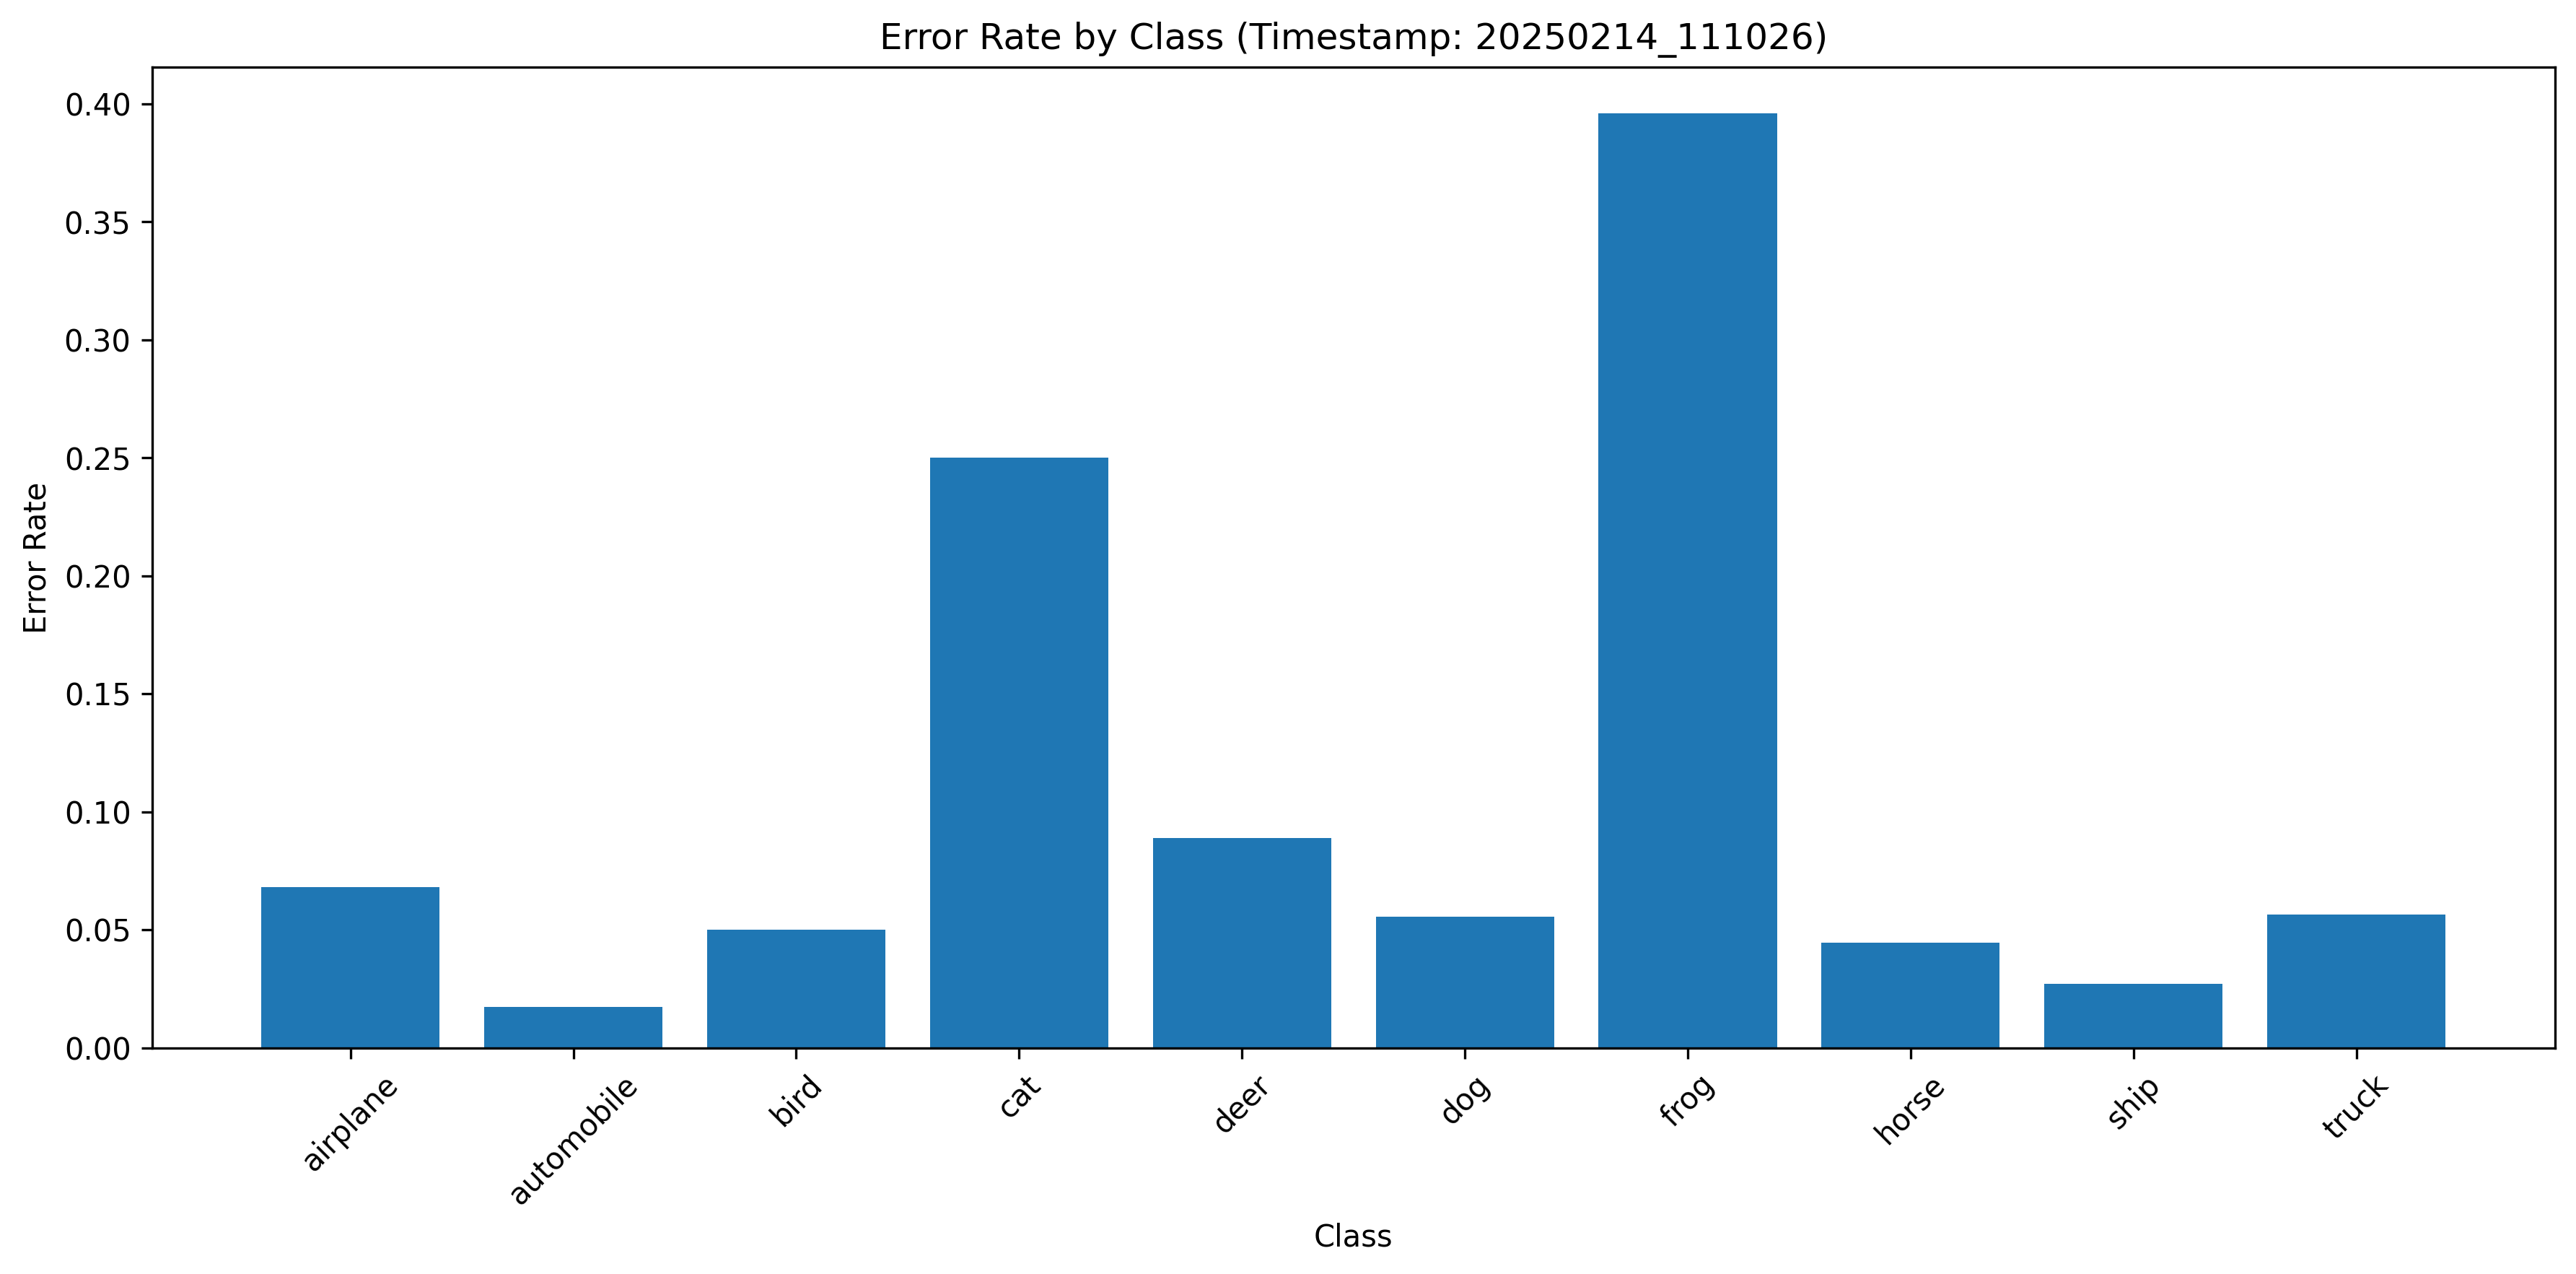 Error Rate by Class (Timestamp: 20250214_111026)
Error Rate
0.40
0.35
0.30
0.25
0.20
0.15
0.10
0.05
0.00
airplane
automobile
bird
cat
deer
dog
frog
horse
ship
truck
Class